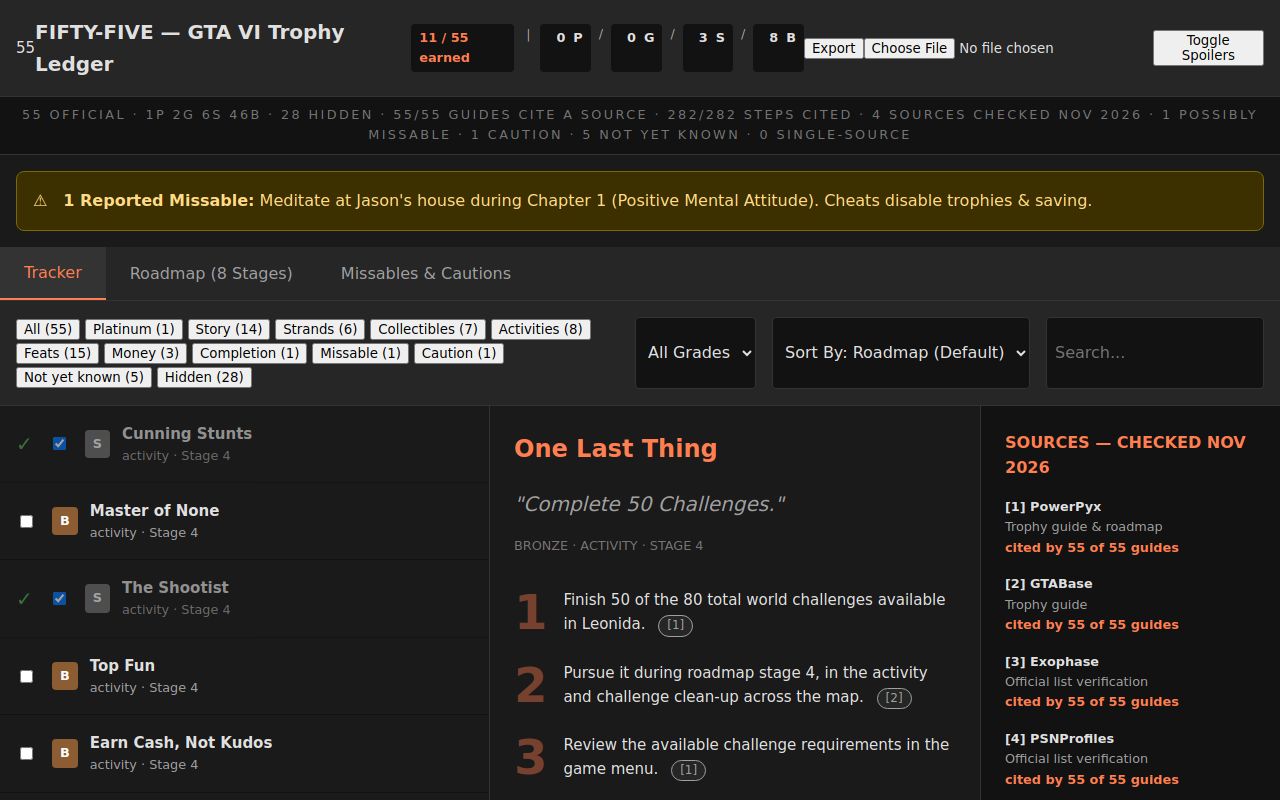 55
FIFTY-FIVE — GTA VI Trophy
Ledger
11 / 55
earned
|
0 P / 0 G / 3 S / 8 B
Export
Choose File No file chosen
Toggle
Spoilers
55 OFFICIAL · 1P 2G 6S 46B · 28 HIDDEN · 55/55 GUIDES CITE A SOURCE · 282/282 STEPS CITED · 4 SOURCES CHECKED NOV 2026 · 1 POSSIBLY
MISSABLE · 1 CAUTION · 5 NOT YET KNOWN · 0 SINGLE-SOURCE
⚠ 1 Reported Missable: Meditate at Jason's house during Chapter 1 (Positive Mental Attitude). Cheats disable trophies & saving.
Tracker
Roadmap (8 Stages)
Missables & Cautions
All (55) Platinum (1) Story (14) Strands (6) Collectibles (7) Activities (8)
Feats (15) Money (3) Completion (1) Missable (1) Caution (1)
Not yet known (5) Hidden (28)
All Grades
Sort By: Roadmap (Default)
Search...
✓ S Cunning Stunts
activity · Stage 4
B Master of None
activity · Stage 4
✓ S The Shootist
activity · Stage 4
B Top Fun
activity · Stage 4
B Earn Cash, Not Kudos
activity · Stage 4
One Last Thing
"Complete 50 Challenges."
BRONZE · ACTIVITY · STAGE 4
1 Finish 50 of the 80 total world challenges available
in Leonida. [1]
2 Pursue it during roadmap stage 4, in the activity
and challenge clean-up across the map. [2]
3 Review the available challenge requirements in the
game menu. [1]
SOURCES — CHECKED NOV
2026
[1] PowerPyx
Trophy guide & roadmap
cited by 55 of 55 guides
[2] GTABase
Trophy guide
cited by 55 of 55 guides
[3] Exophase
Official list verification
cited by 55 of 55 guides
[4] PSNProfiles
Official list verification
cited by 55 of 55 guides